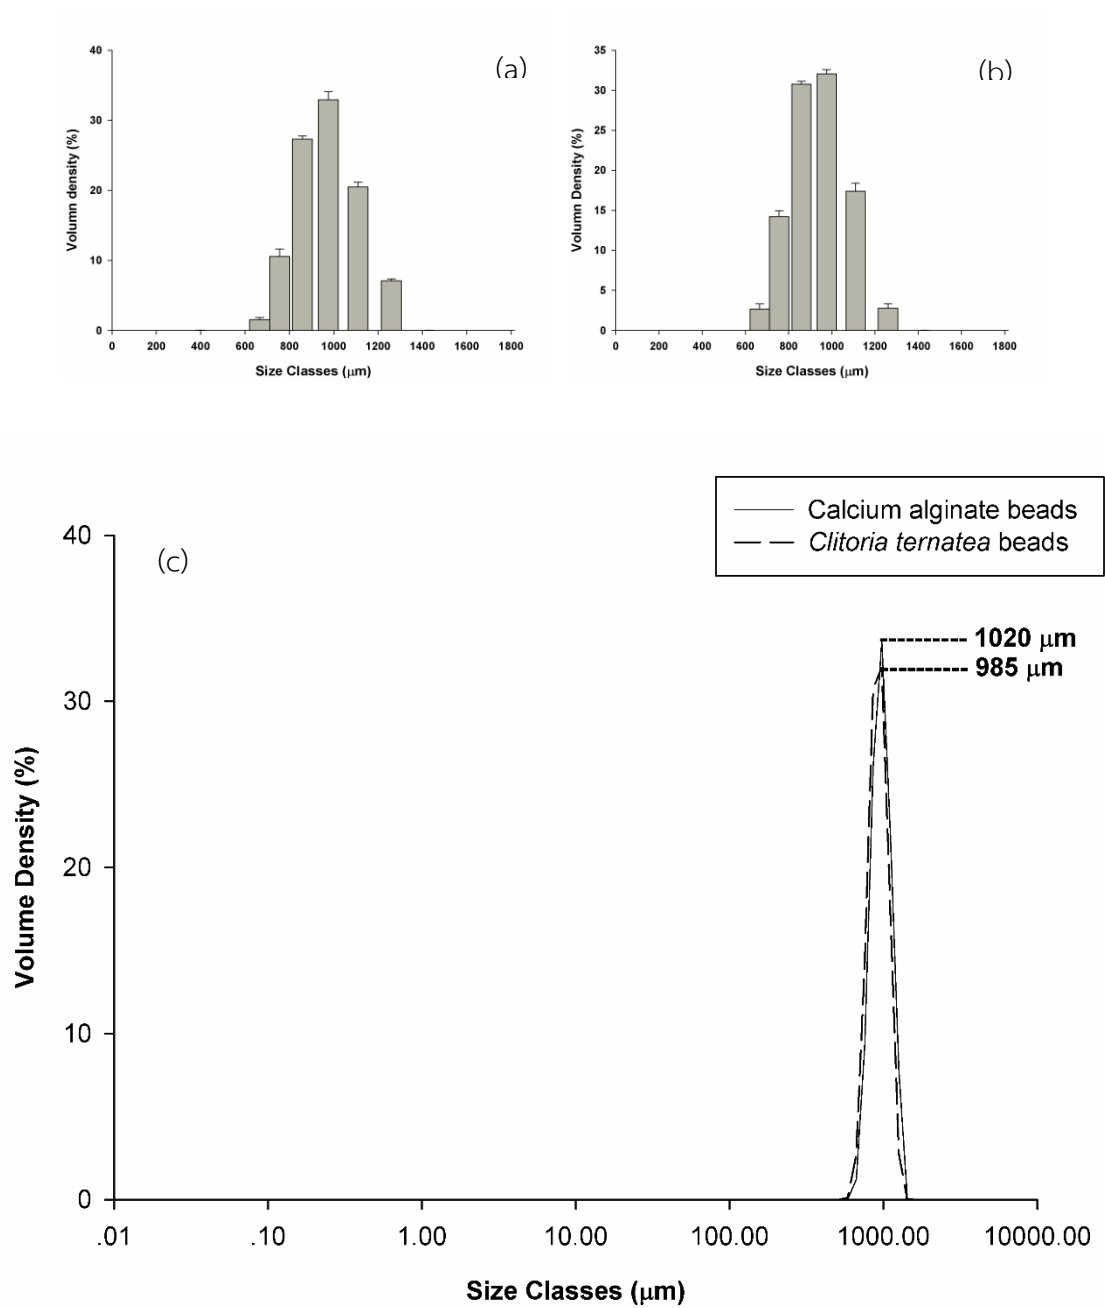 (a)
40
30
20
10
0
Volumn density (%)
0 200 400 600 800 1000 1200 1400 1600 1800
Size Classes (μm)
(b)
35
30
25
20
15
10
5
0
Volumn Density (%)
0 200 400 600 800 1000 1200 1400 1600 1800
Size Classes (μm)
Calcium alginate beads
Clitoria ternatea beads
(c)
1020 μm
985 μm
40
30
20
10
0
Volume Density (%)
.01 .10 1.00 10.00 100.00 1000.00 10000.00
Size Classes (μm)